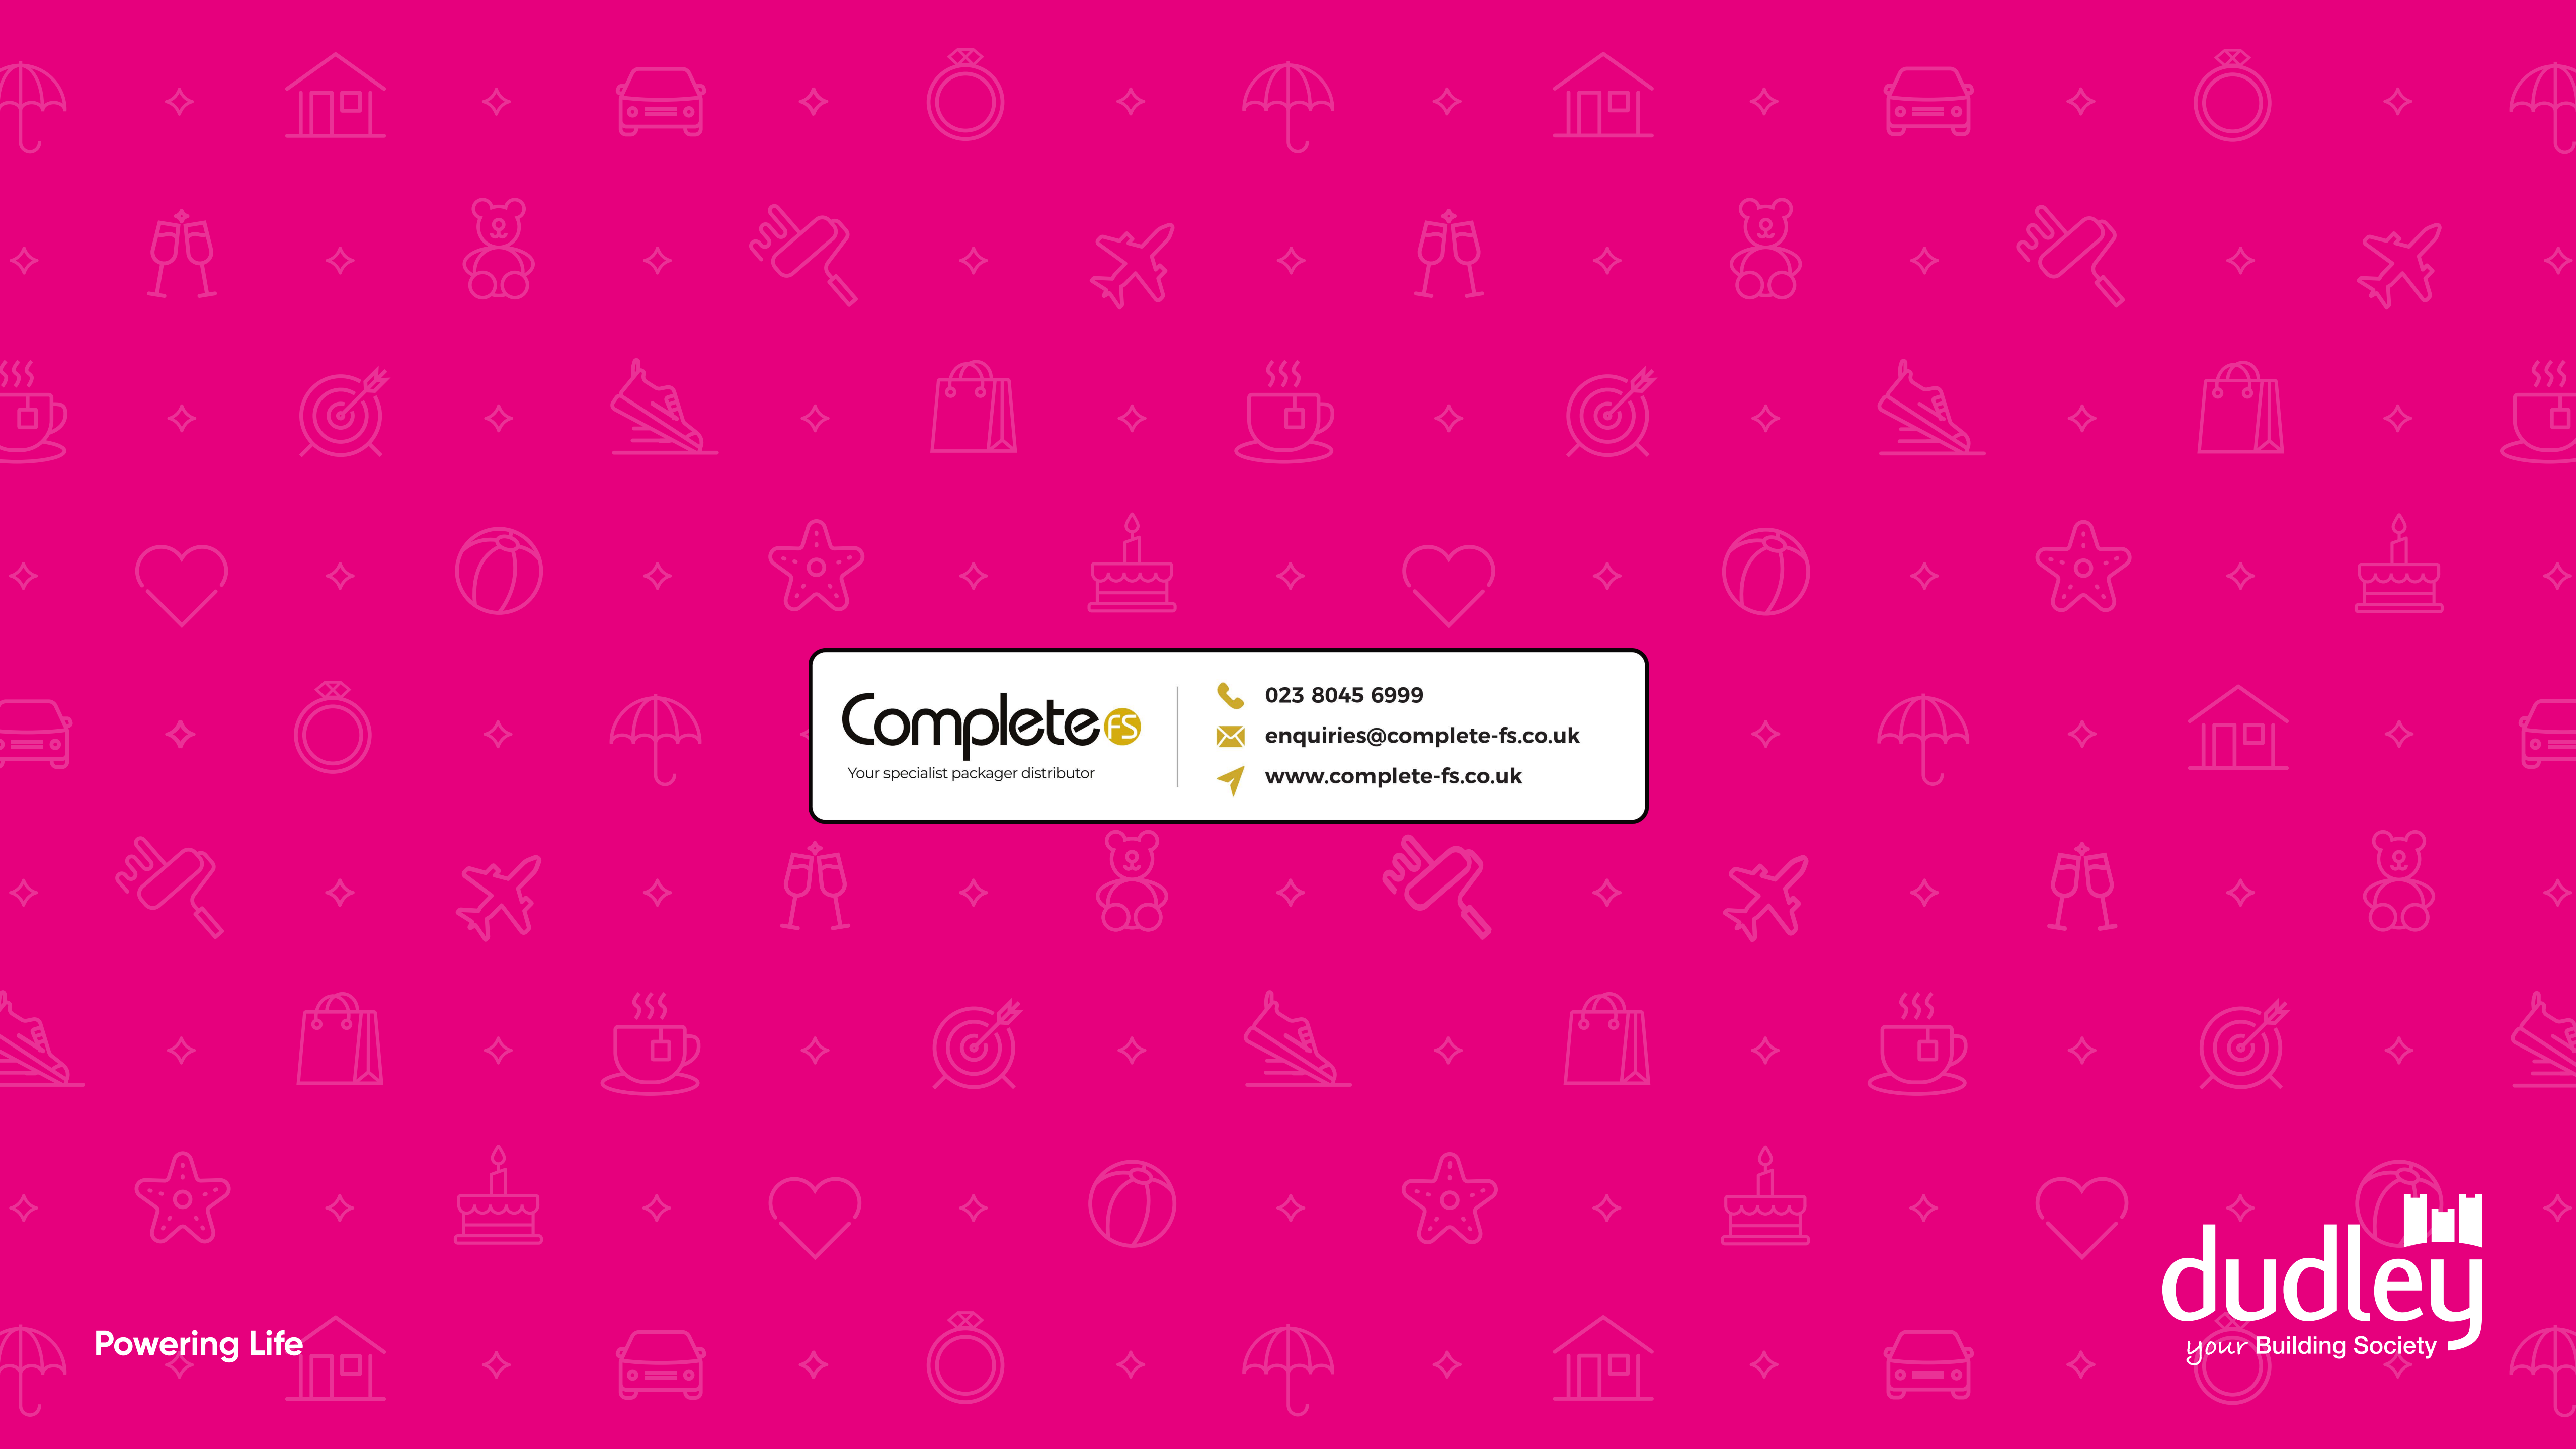 Complete FS
Your specialist packager distributor
023 8045 6999
enquiries@complete-fs.co.uk
www.complete-fs.co.uk
Powering Life
dudley
your Building Society